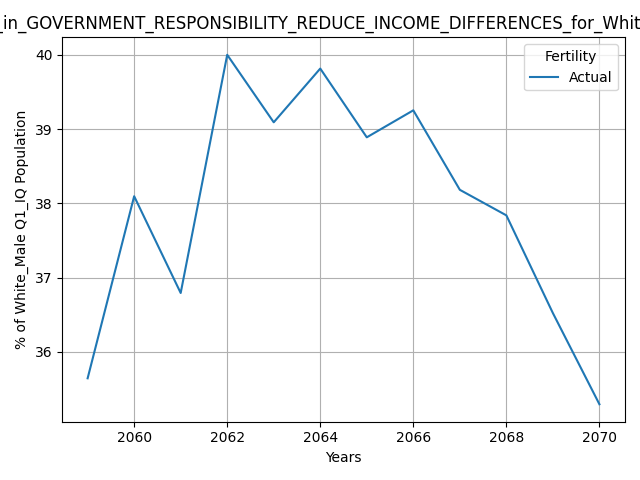 _in_GOVERNMENT_RESPONSIBILITY_REDUCE_INCOME_DIFFERENCES_for_Whit
Fertility
Actual
% of White_Male Q1_IQ Population
40
39
38
37
36
2060
2062
2064
2066
2068
2070
Years